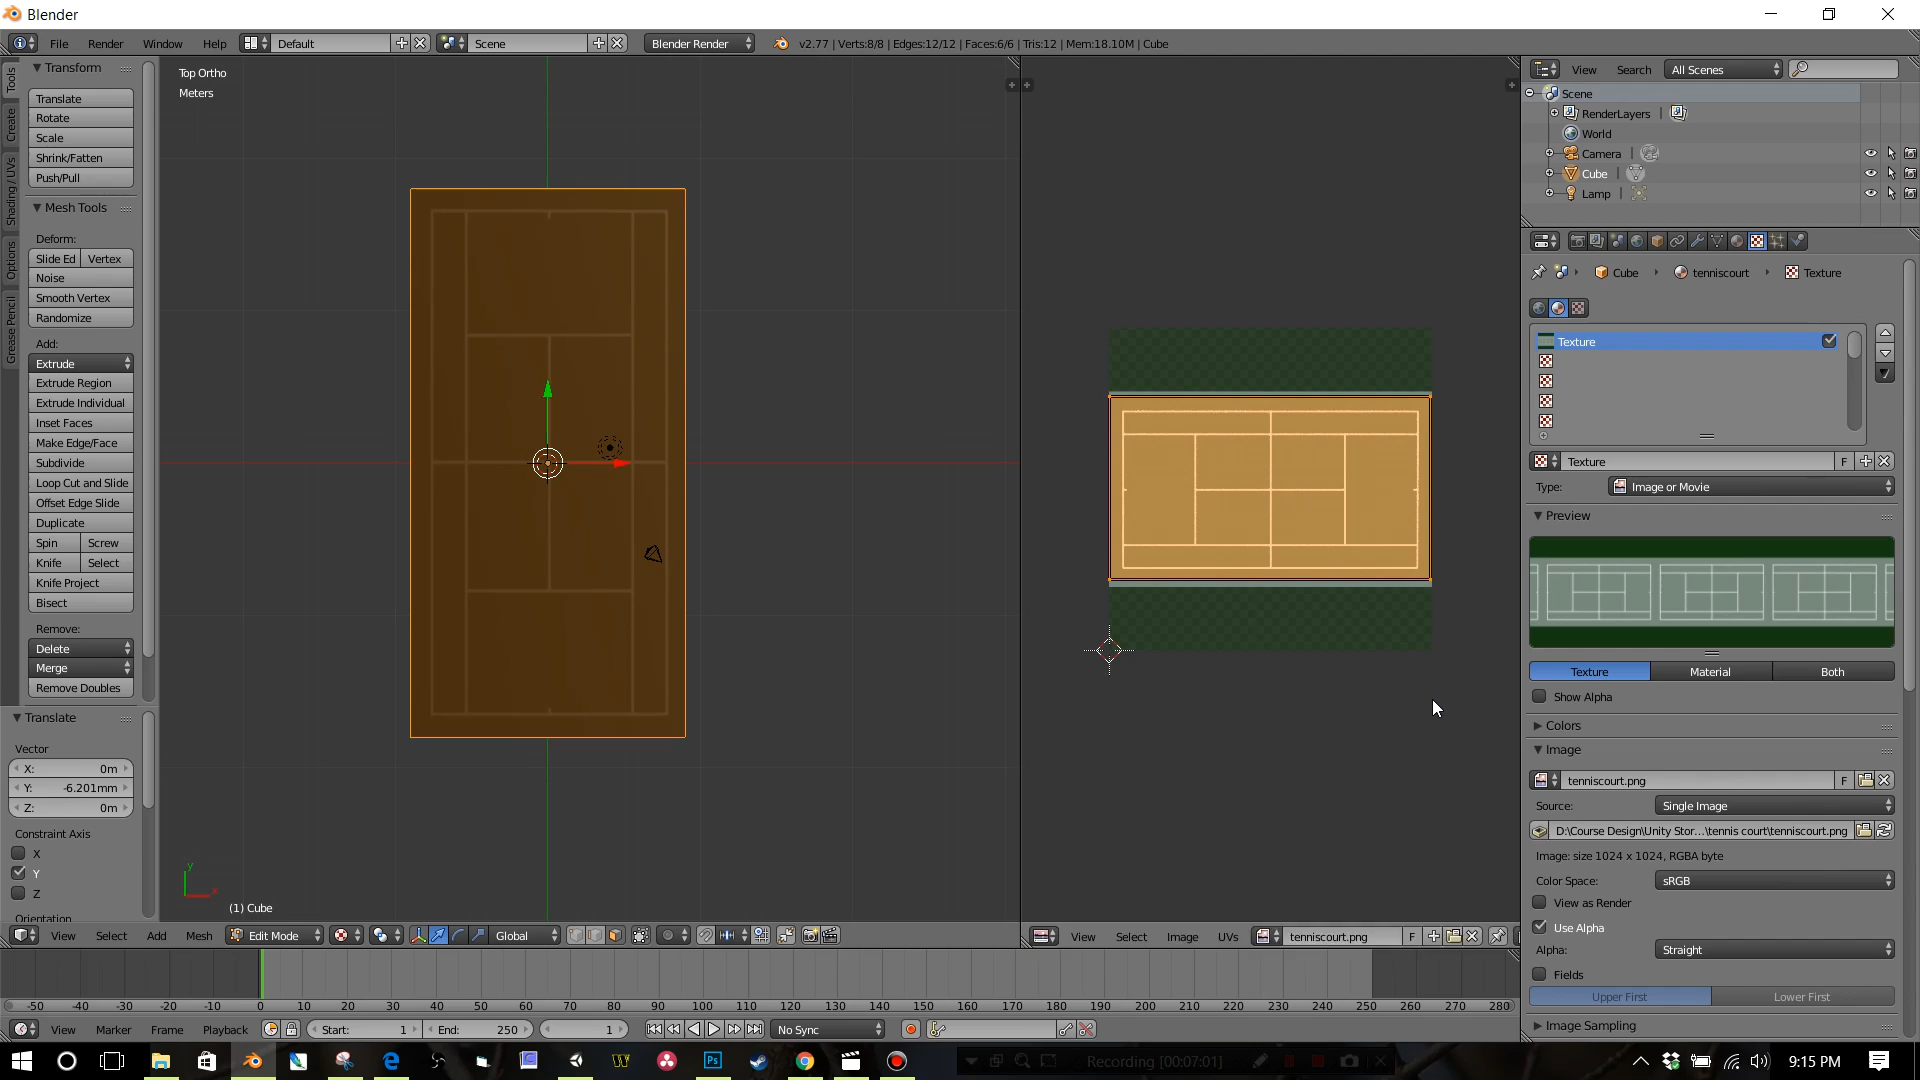 Blender
File Render Window Help Default Scene Blender Render v2.77 | Verts:8/8 | Edges:12/12 | Faces:6/6 | Tris:12 | Mem:18.10M | Cube
Tools
Create
Shading / UVs
Options
Grease Pencil
Transform
Translate
Rotate
Scale
Shrink/Fatten
Push/Pull
Mesh Tools
Deform:
Slide Ed Vertex
Noise
Smooth Vertex
Randomize
Add:
Extrude
Extrude Region
Extrude Individual
Inset Faces
Make Edge/Face
Subdivide
Loop Cut and Slide
Offset Edge Slide
Duplicate
Spin Screw
Knife Select
Knife Project
Bisect
Remove:
Delete
Merge
Remove Doubles
Translate
Vector
X: 0m
Y: -6.201mm
Z: 0m
Constraint Axis
X
Y
Z
Orientation
Top Ortho
Meters
y
x
(1) Cube
View Select Add Mesh Edit Mode Global
View Select Image UVs tenniscourt.png F
View Search All Scenes
Scene
RenderLayers |
World
Camera |
Cube |
Lamp |
Cube tenniscourt Texture
Texture
Texture F
Type: Image or Movie
Preview
Texture Material Both
Show Alpha
Colors
Image
tenniscourt.png F
Source: Single Image
D:\Course Design\Unity Stor...\tennis court\tenniscourt.png
Image: size 1024 x 1024, RGBA byte
Color Space: sRGB
View as Render
Use Alpha
Alpha: Straight
Fields
Upper First Lower First
Image Sampling
-50 -40 -30 -20 -10 0 10 20 30 40 50 60 70 80 90 100 110 120 130 140 150 160 170 180 190 200 210 220 230 240 250 260 270 280
View Marker Frame Playback Start: 1 End: 250 1 No Sync
Recording [00:07:01]
9:15 PM